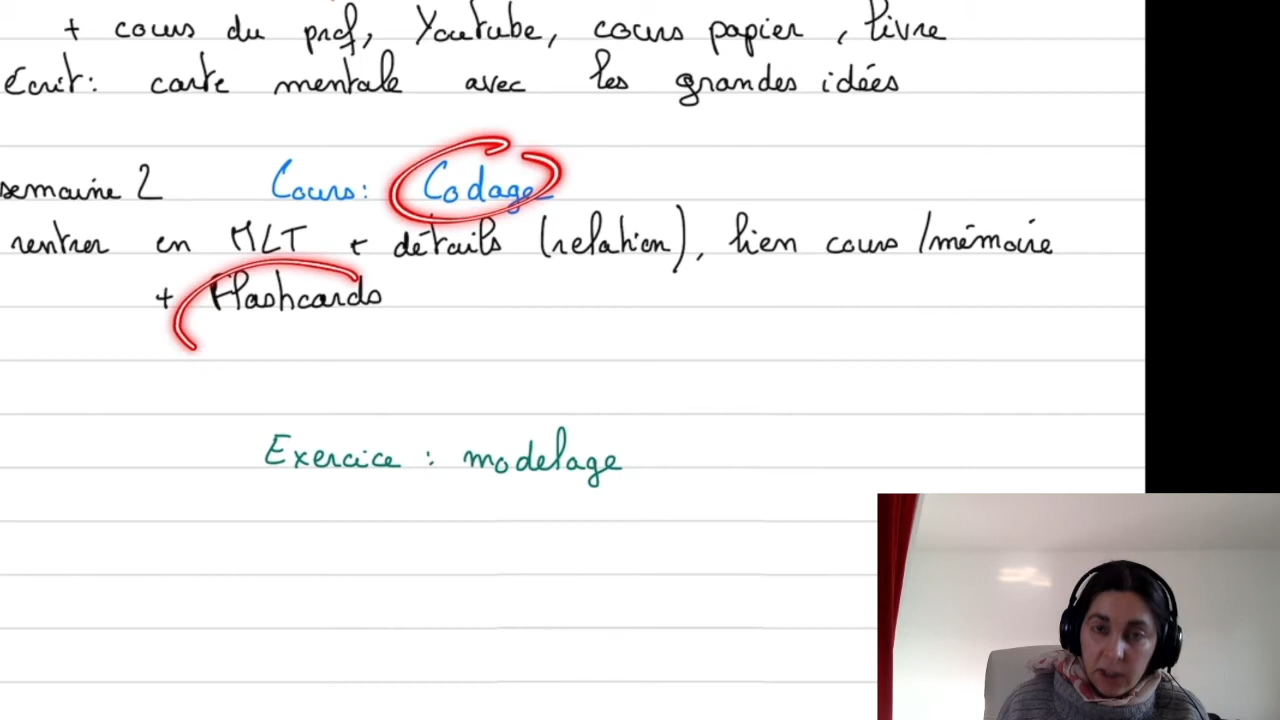 + cours du prof, Youtube, cours papier, livre
Ecrit: carte mentale avec les grandes idées
semaine 2 Cours: Codage
rentrer en MLT + détails (relation), lien cours /mémoire
+ Flashcards
Exercice : modelage